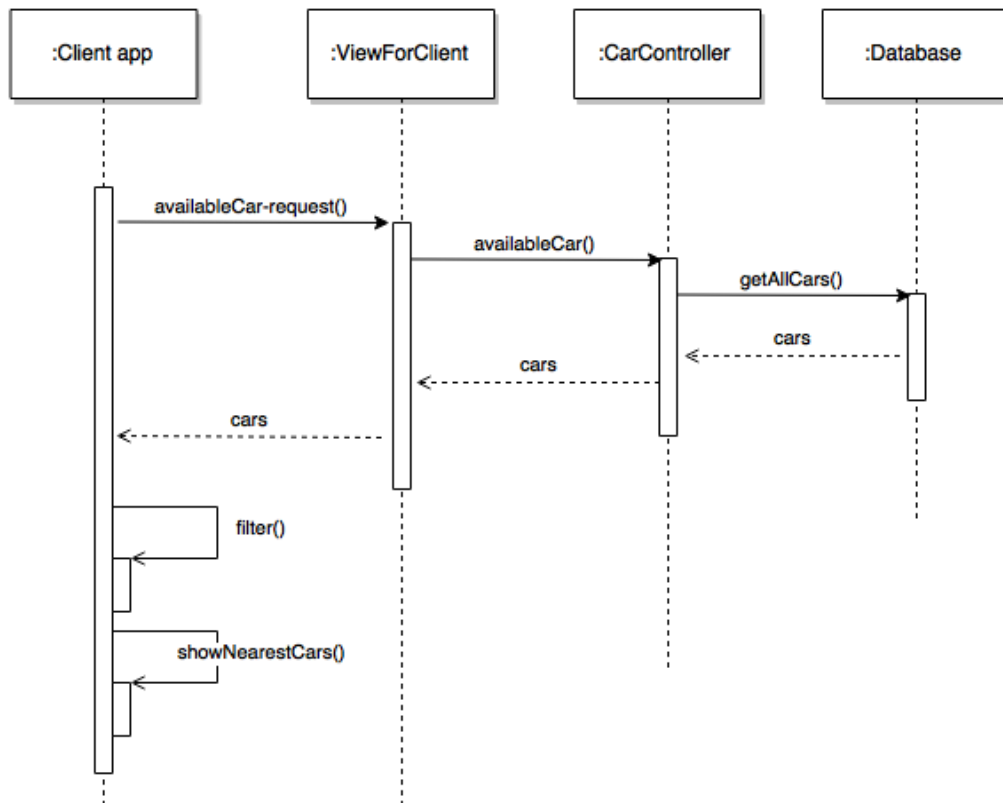 :Client app
:ViewForClient
:CarController
:Database
availableCar-request()
availableCar()
getAllCars()
cars
cars
cars
filter()
showNearestCars()